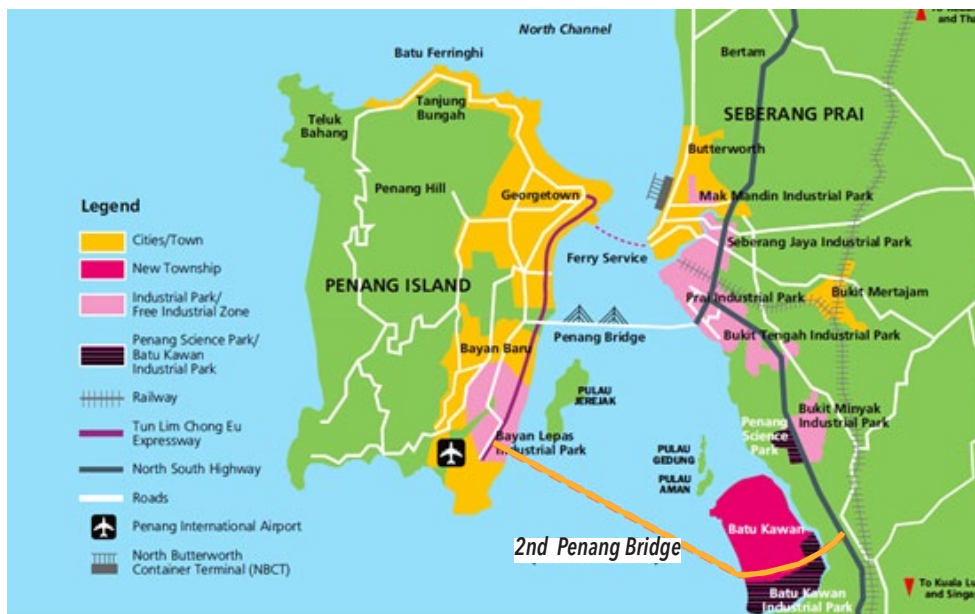 To Kedah
and Tha
North Channel
Batu Ferringhi
Bertam
Teluk
Bahang
Tanjung
Bungah
SEBERANG PRAI
Butterworth
Penang Hill
Georgetown
Mak Mandin Industrial Park
Legend
Cities/Town
New Township
Industrial Park/
Free Industrial Zone
Penang Science Park/
Batu Kawan
Industrial Park
Railway
Tun Lim Chong Eu
Expressway
North South Highway
Roads
Penang International Airport
North Butterworth
Container Terminal (NBCT)
Seberang Jaya Industrial Park
Ferry Service
PENANG ISLAND
Prai Industrial Park
Bukit Mertajam
Bukit Tengah Industrial Park
Penang Bridge
Bayan Baru
PULAU
JEREJAK
Bukit Minyak
Industrial Park
Penang
Science
Park
Bayan Lepas
Industrial Park
PULAU
GEDUNG
PULAU
AMAN
Batu Kawan
2nd Penang Bridge
Batu Kawan
Industrial Park
To Kuala Lu
and Singe